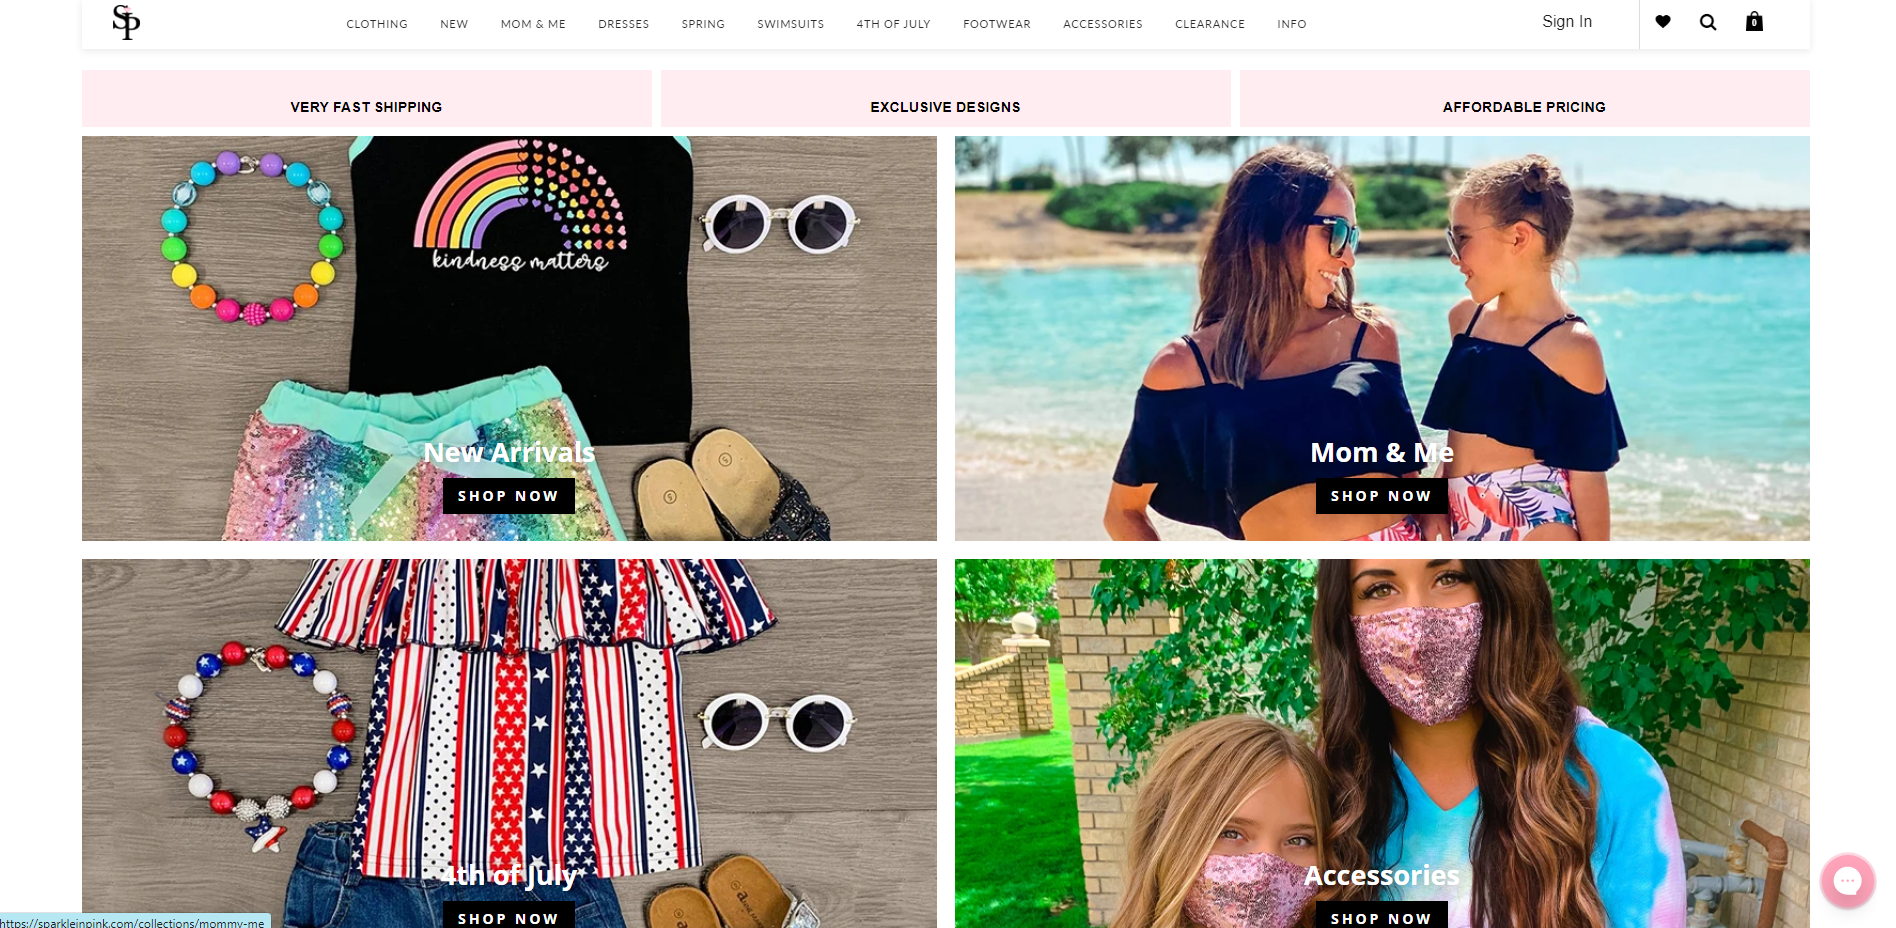 SP
CLOTHING NEW MOM & ME DRESSES SPRING SWIMSUITS 4TH OF JULY FOOTWEAR ACCESSORIES CLEARANCE INFO Sign In 0
VERY FAST SHIPPING EXCLUSIVE DESIGNS AFFORDABLE PRICING
kindness matters
5 5
New Arrivals
SHOP NOW
Mom & Me
SHOP NOW
4th of July
SHOP NOW
Accessories
SHOP NOW
https://sparkleinpink.com/collections/mommy-me